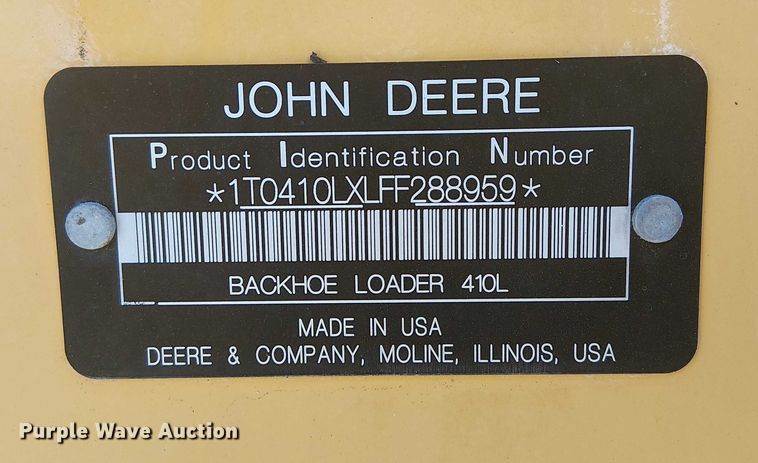 JOHN DEERE
Product Identification Number
*1T0410LXLFF288959*
BACKHOE LOADER 410L
MADE IN USA
DEERE & COMPANY, MOLINE, ILLINOIS, USA
Purple Wave Auction